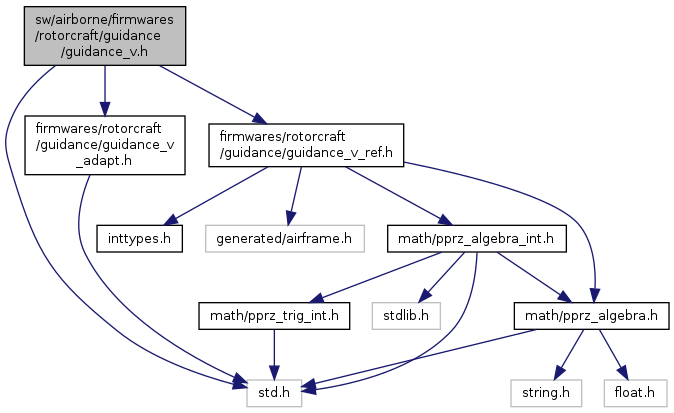 sw/airborne/firmwares
/rotorcraft/guidance
/guidance_v.h
firmwares/rotorcraft
/guidance/guidance_v
_adapt.h
firmwares/rotorcraft
/guidance/guidance_v_ref.h
inttypes.h
generated/airframe.h
math/pprz_algebra_int.h
math/pprz_trig_int.h
stdlib.h
math/pprz_algebra.h
std.h
string.h
float.h